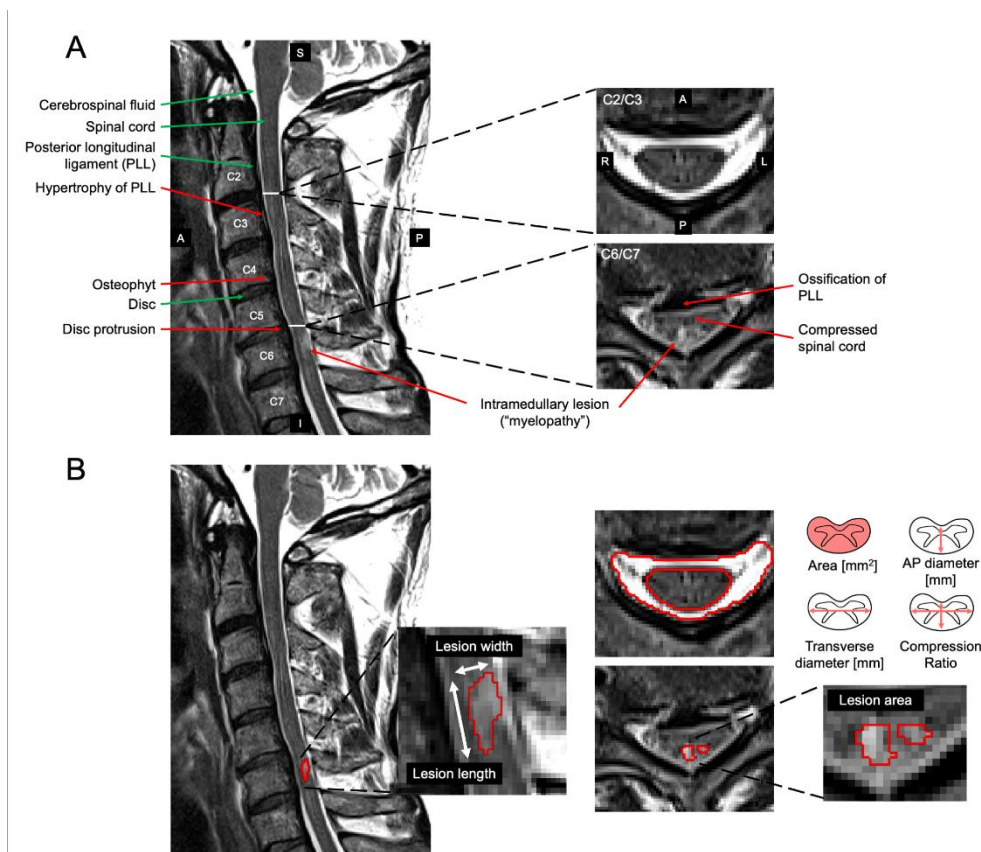 A
S
Cerebrospinal fluid
Spinal cord
Posterior longitudinal
ligament (PLL)
Hypertrophy of PLL
C2
C3
A
P
C4
Osteophyt
Disc
C5
Disc protrusion
C6
C7
I
C2/C3
A
R
L
P
C6/C7
Ossification of
PLL
Compressed
spinal cord
Intramedullary lesion
(“myelopathy”)
B
Lesion width
Lesion length
Area [mm²]
AP diameter
[mm]
Transverse
diameter [mm]
Compression
Ratio
Lesion area